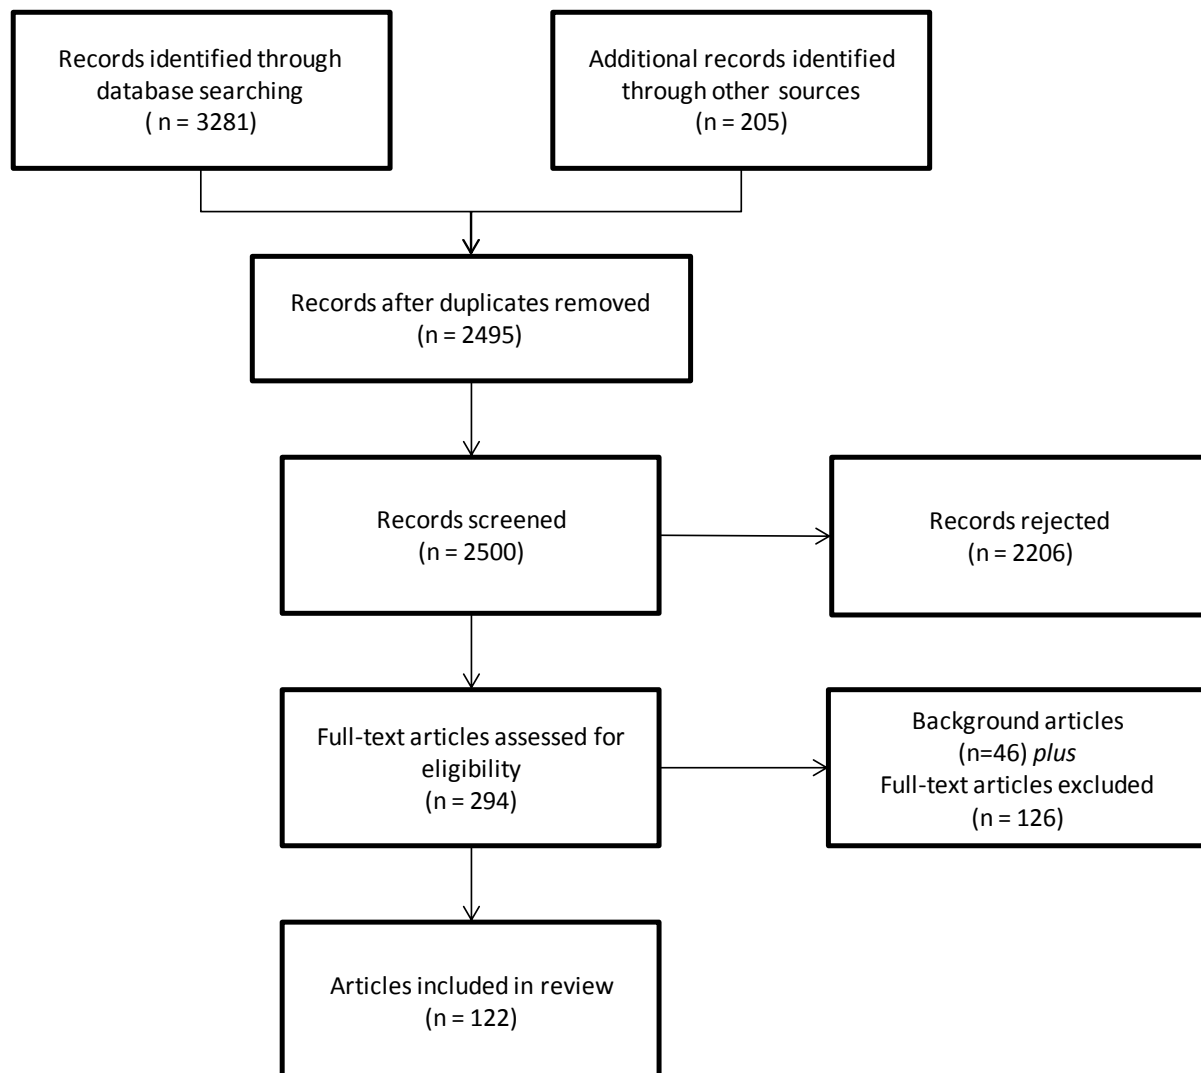 Records identified through
database searching
( n = 3281)
Additional records identified
through other sources
(n = 205)
Records after duplicates removed
(n = 2495)
Records screened
(n = 2500)
Records rejected
(n = 2206)
Full-text articles assessed for
eligibility
(n = 294)
Background articles
(n=46) plus
Full-text articles excluded
(n = 126)
Articles included in review
(n = 122)